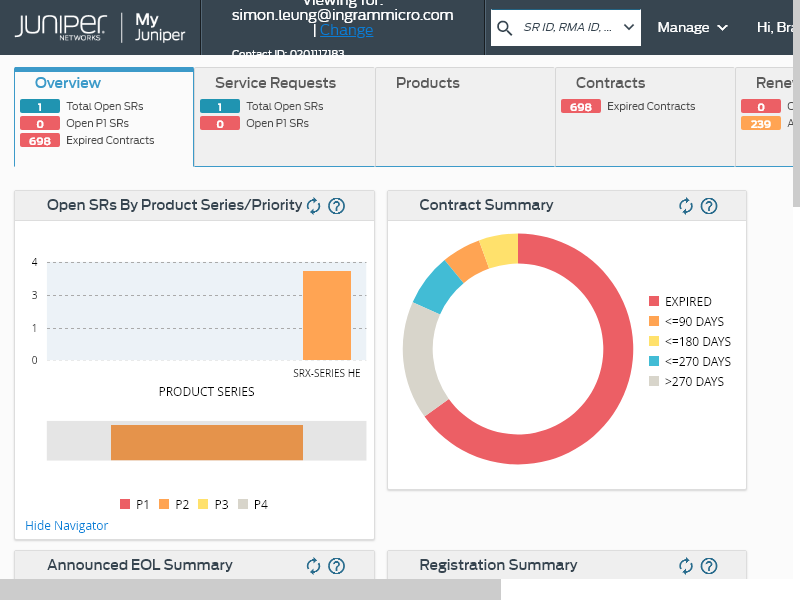 Viewing for:
simon.leung@ingrammicro.com
| Change
Contact ID: 0201117183
JUNIPER
NETWORKS
My
Juniper
SR ID, RMA ID, ...
Manage
Hi, Bra
Overview
1 Total Open SRs
0 Open P1 SRs
698 Expired Contracts
Service Requests
1 Total Open SRs
0 Open P1 SRs
Products
Contracts
698 Expired Contracts
Rene
0
239
Open SRs By Product Series/Priority
4
3
1
0
SRX-SERIES HE
PRODUCT SERIES
P1 P2 P3 P4
Hide Navigator
Contract Summary
EXPIRED
<=90 DAYS
<=180 DAYS
<=270 DAYS
>270 DAYS
Announced EOL Summary
Registration Summary